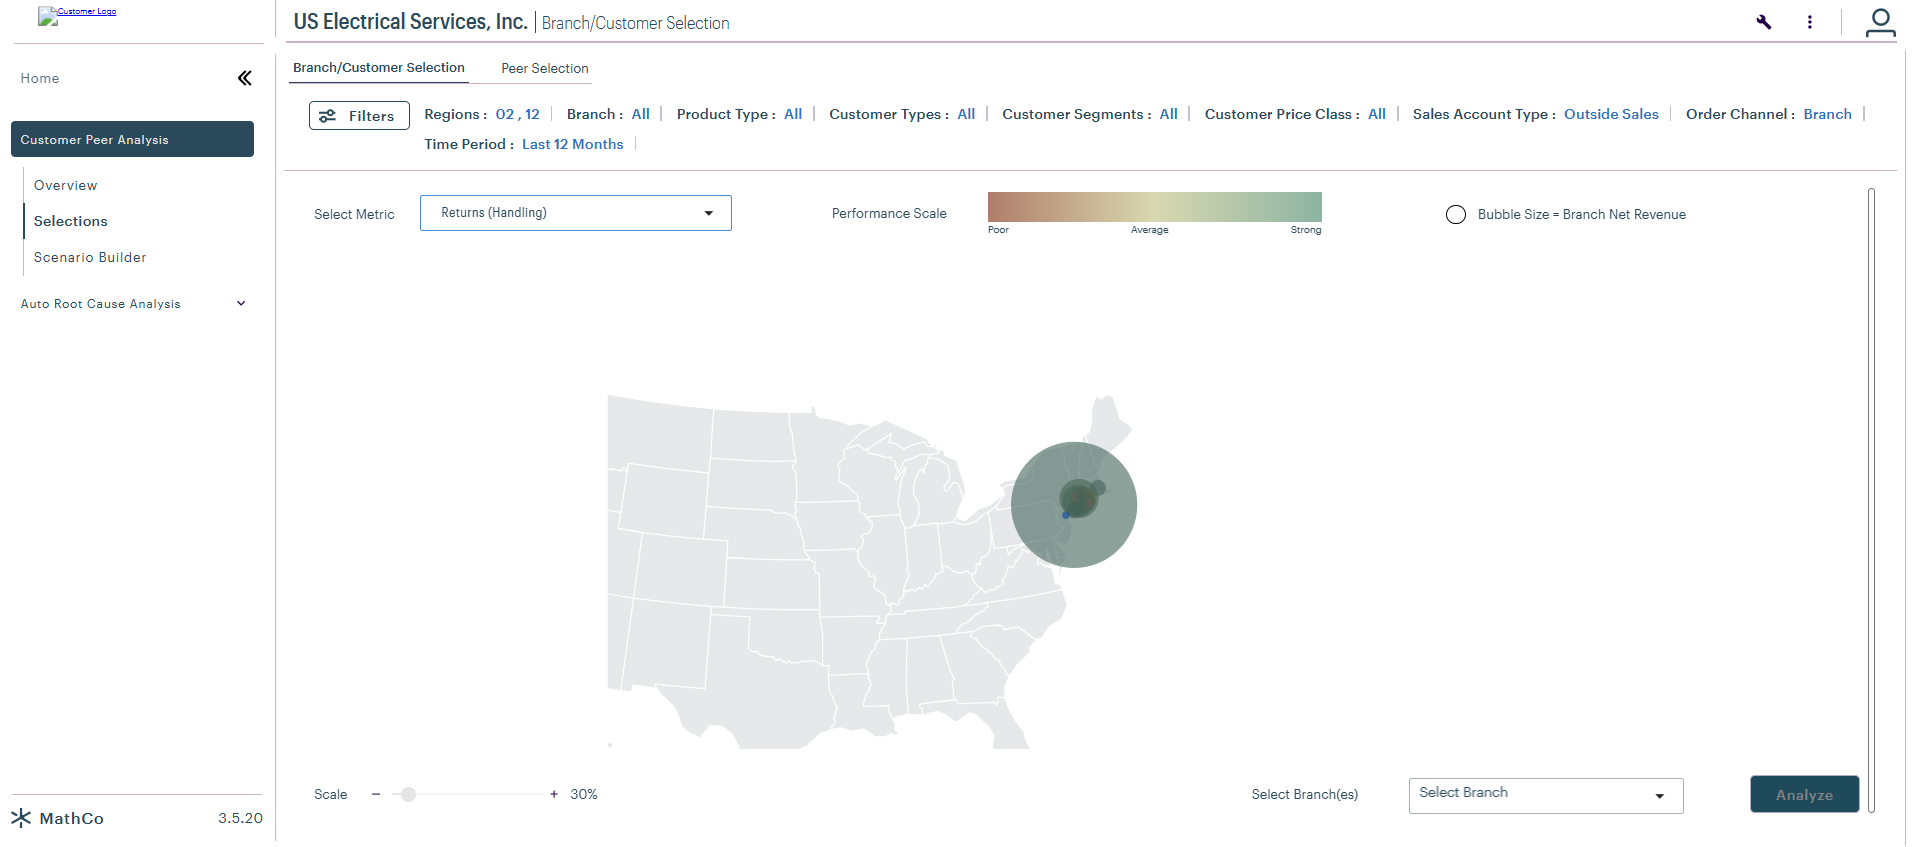 Customer Logo
US Electrical Services, Inc. | Branch/Customer Selection
Home
Branch/Customer Selection
Peer Selection
Filters
Regions : 02 , 12
Branch : All
Product Type : All
Customer Types : All
Customer Segments : All
Customer Price Class : All
Sales Account Type : Outside Sales
Order Channel : Branch
Time Period : Last 12 Months
Customer Peer Analysis
Overview
Selections
Scenario Builder
Auto Root Cause Analysis
Select Metric
Returns (Handling)
Performance Scale
Poor
Average
Strong
Bubble Size = Branch Net Revenue
Scale
–
+
30%
Select Branch(es)
Select Branch
Analyze
MathCo
3.5.20